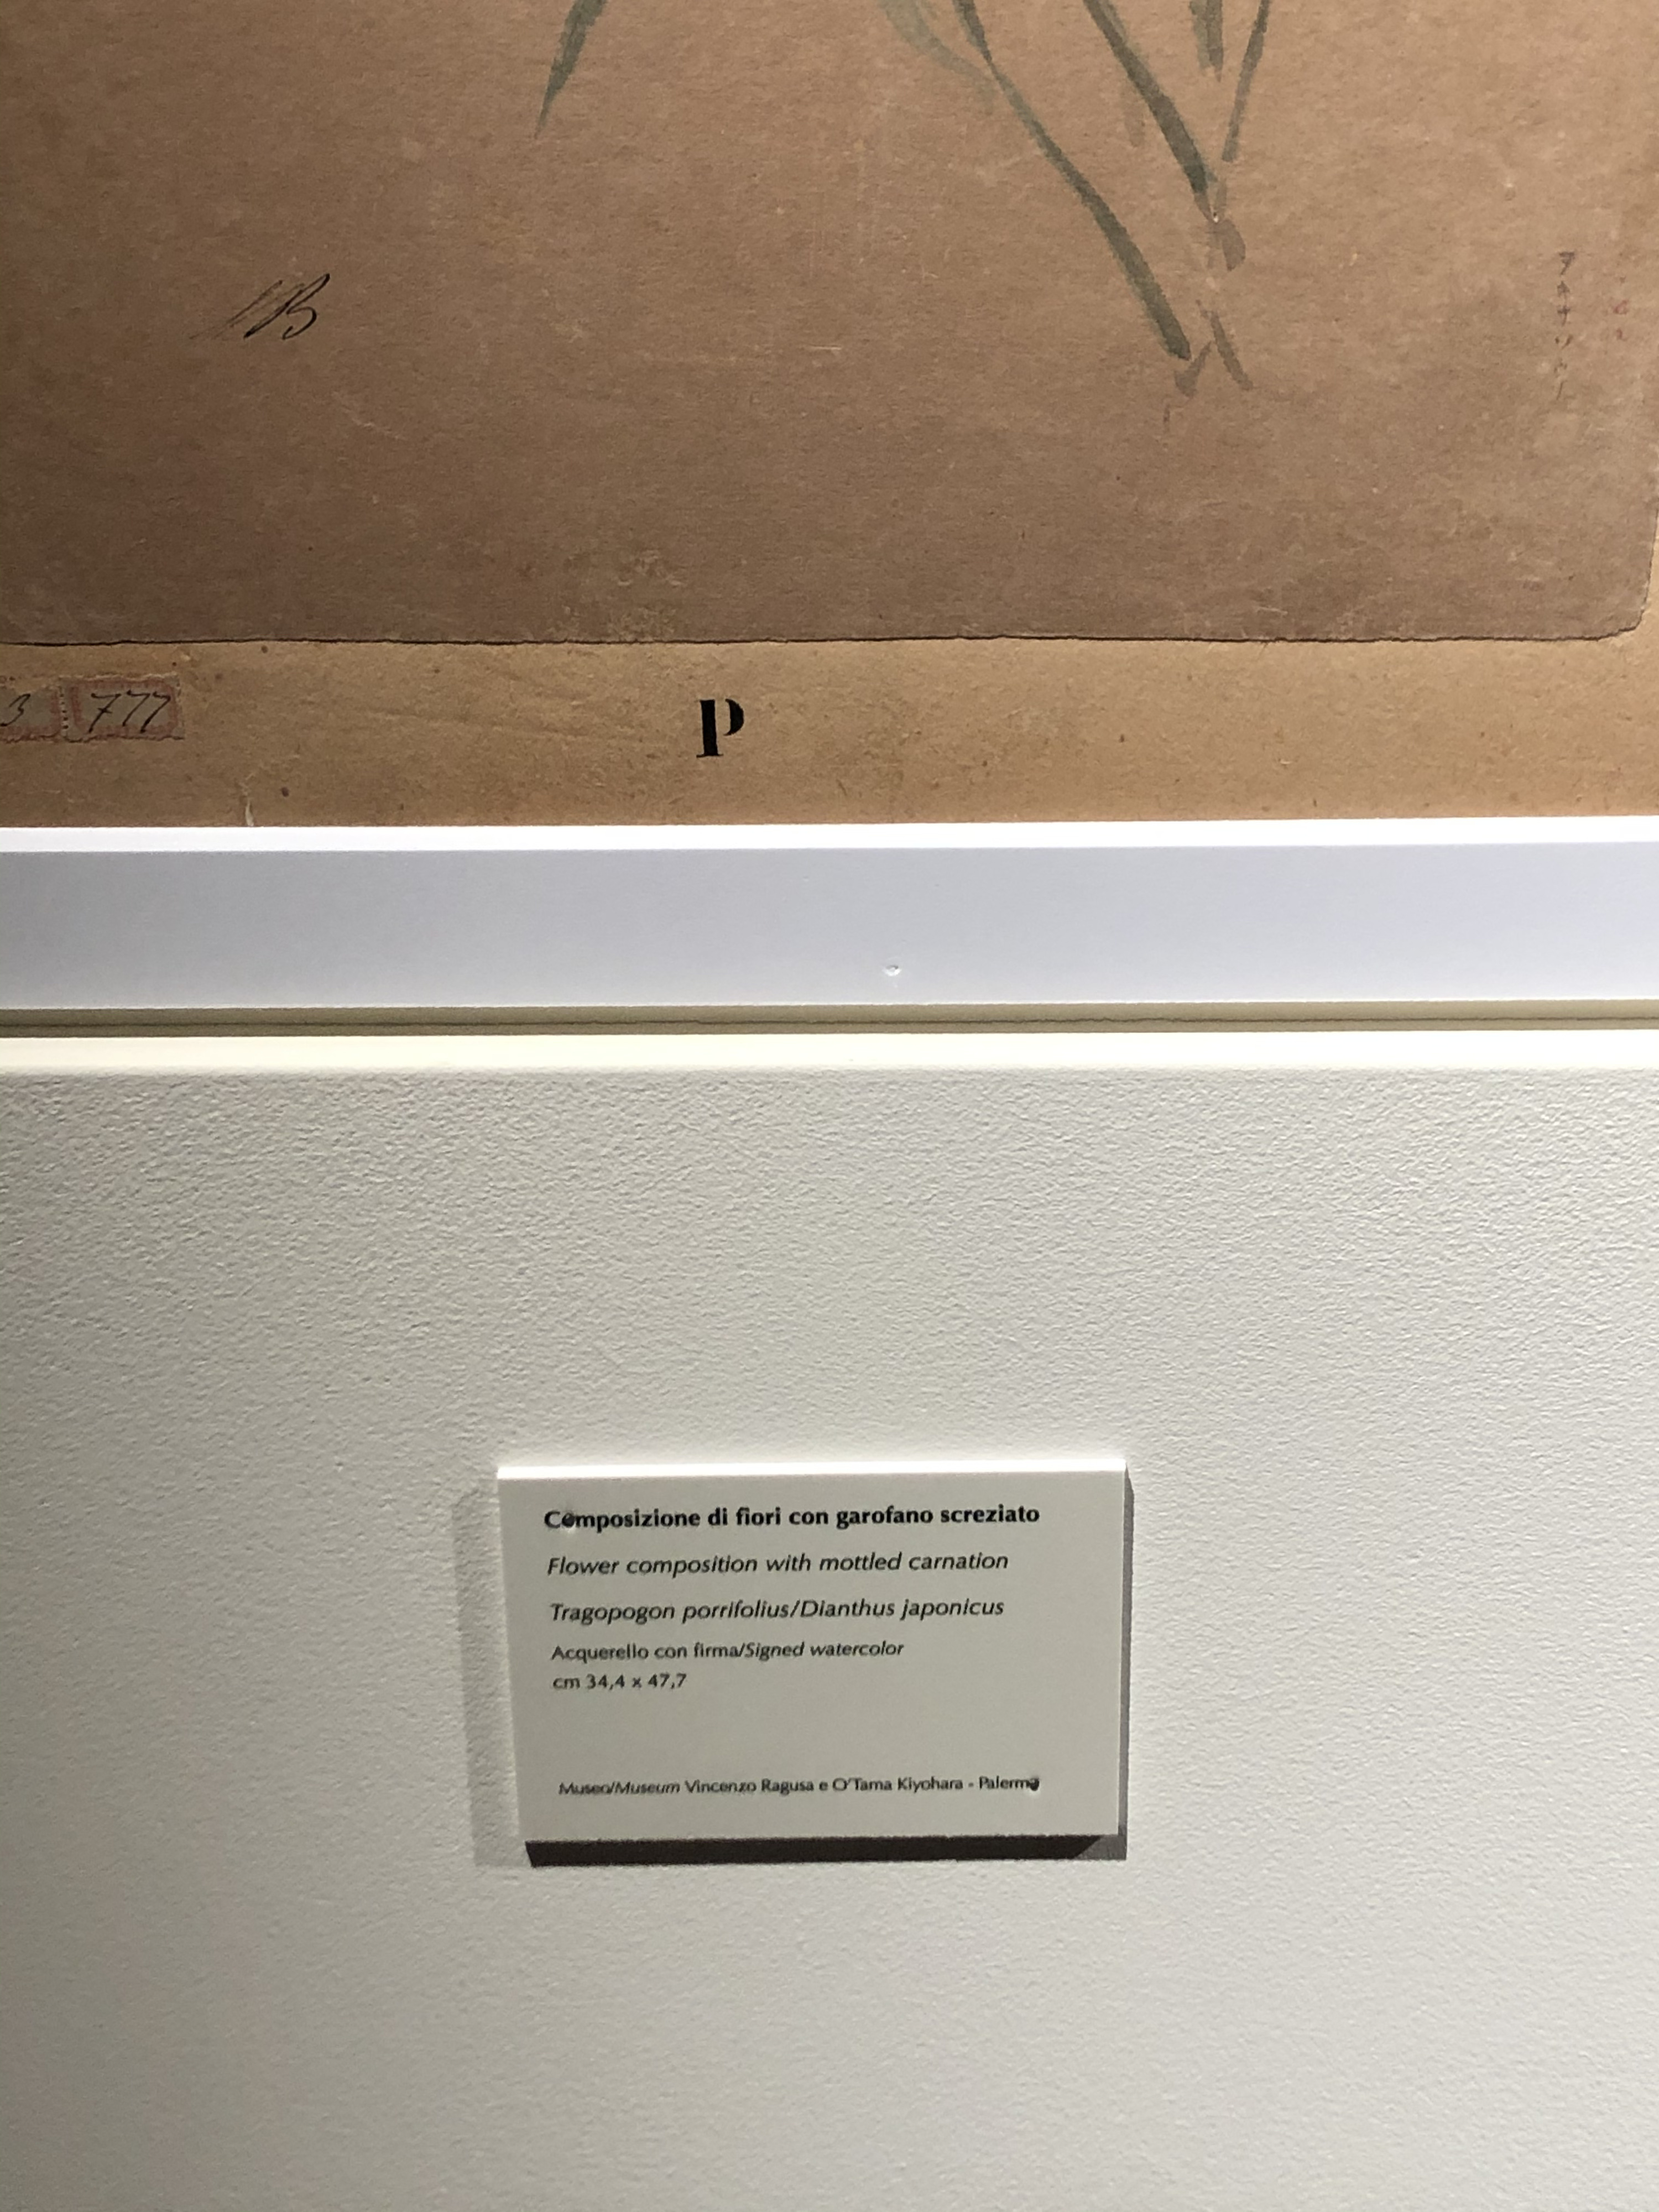 B
3 777
P
Composizione di fiori con garofano screziato
Flower composition with mottled carnation
Tragopogon porrifolius/Dianthus japonicus
Acquerello con firma/Signed watercolor
cm 34,4 x 47,7
Museo/Museum Vincenzo Ragusa e O'Tama Kiyohara - Palermo